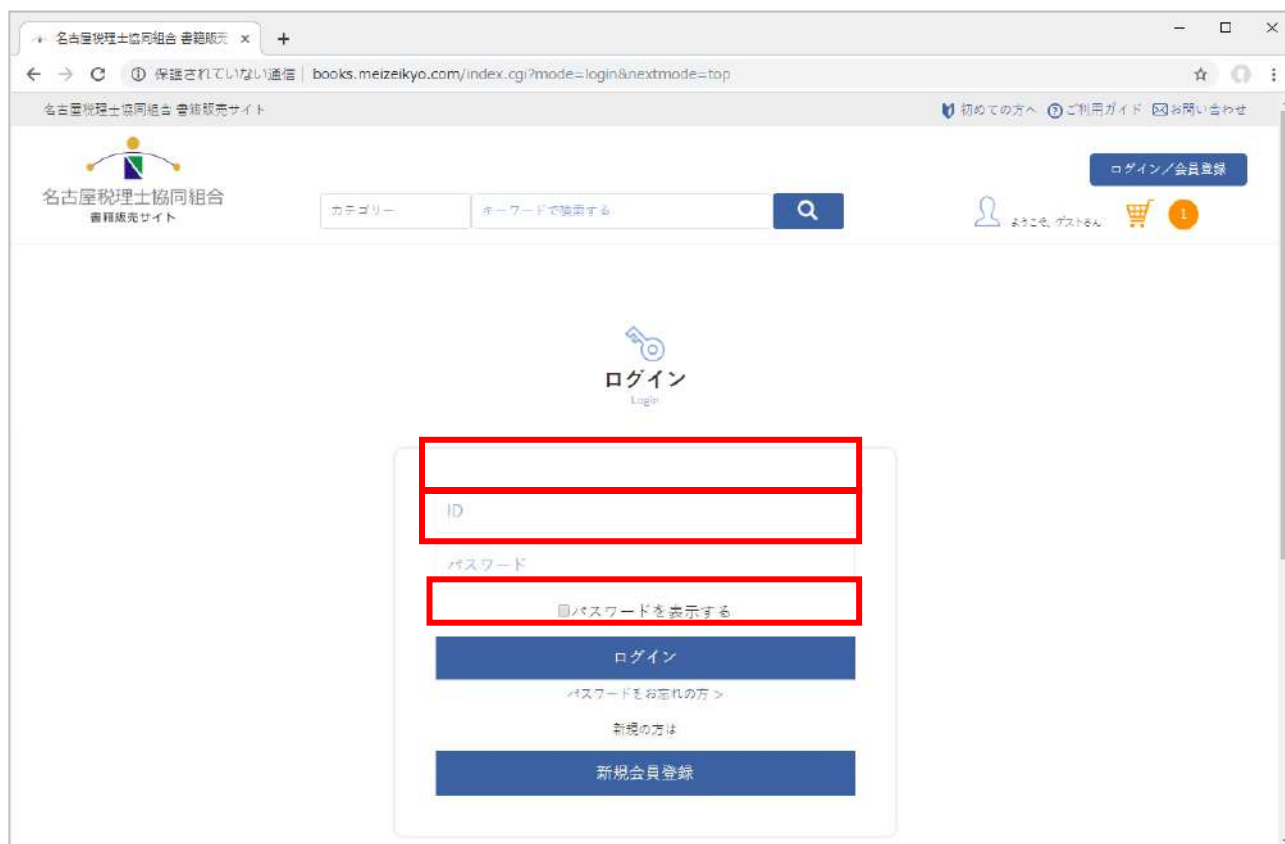 名古屋税理士協同組合 書籍販売
保護されていない通信 | books.meizeikyo.com/index.cgi?mode=login&nextmode=top
名古屋税理士協同組合 書籍販売サイト
初めての方へ ご利用ガイド お問い合わせ
ログイン/会員登録
名古屋税理士協同組合
書籍販売サイト
カテゴリー
キーワードで検索する
ようこそ, ゲストさん
1
ログイン
Login
ID
パスワード
パスワードを表示する
ログイン
パスワードをお忘れの方 >
新規の方は
新規会員登録